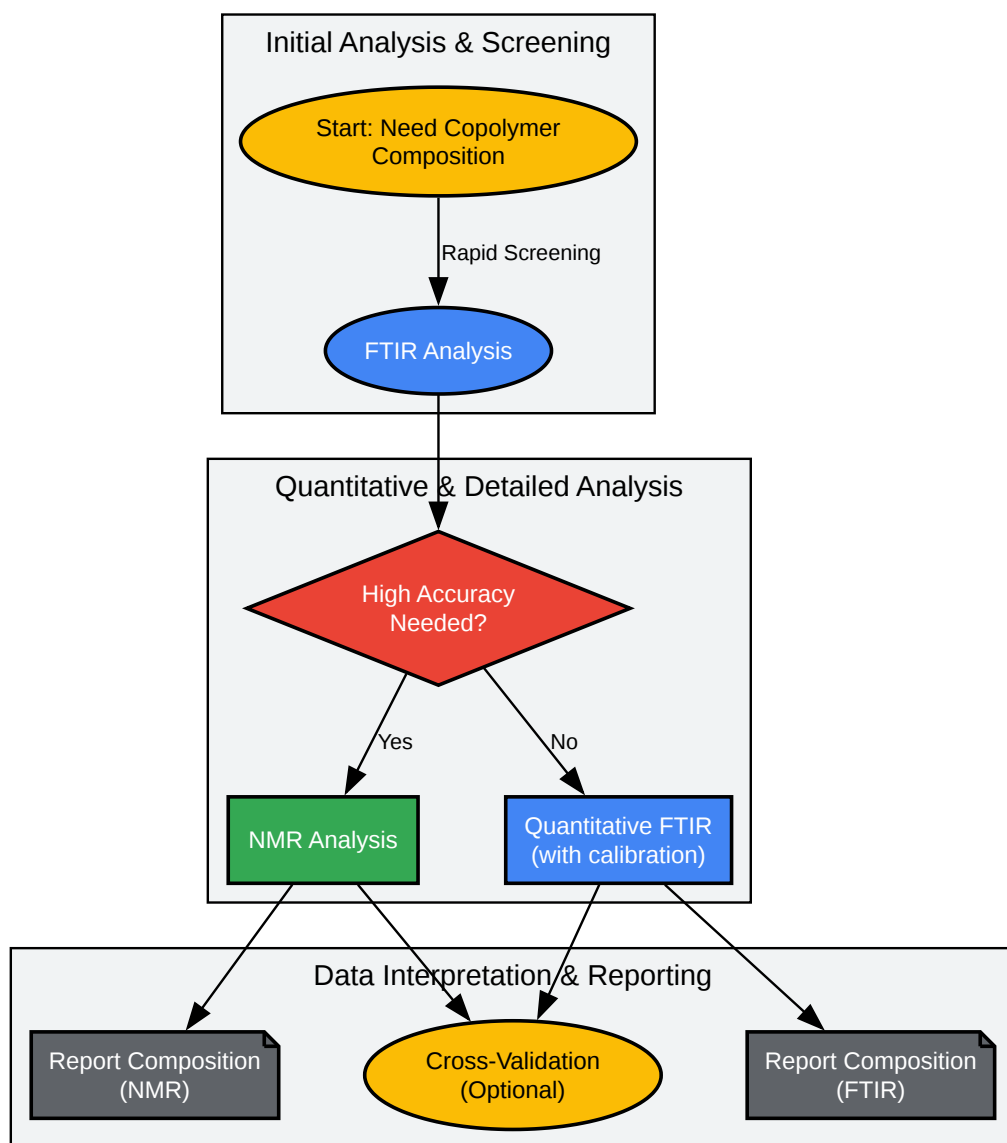 Initial Analysis & Screening
Start: Need Copolymer
Composition
Rapid Screening
FTIR Analysis
Quantitative & Detailed Analysis
High Accuracy
Needed?
Yes
No
NMR Analysis
Quantitative FTIR
(with calibration)
Data Interpretation & Reporting
Report Composition
(NMR)
Cross-Validation
(Optional)
Report Composition
(FTIR)